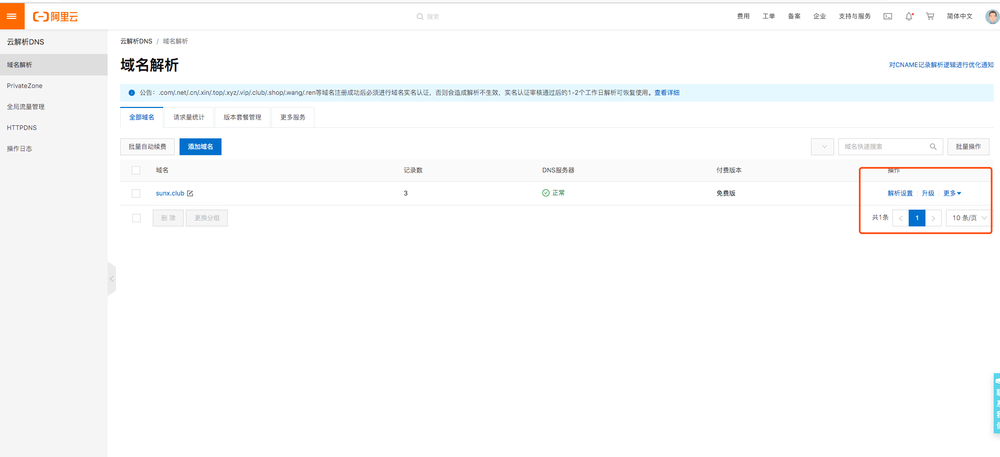 阿里云
搜索
费用 工单 备案 企业 支持与服务 简体中文
云解析DNS
域名解析
PrivateZone
全局流量管理
HTTPDNS
操作日志
云解析DNS / 域名解析
域名解析
对CNAME记录解析逻辑进行优化通知
公告：.com/.net/.cn/.xin/.top/.xyz/.vip/.club/.shop/.wang/.ren等域名注册成功后必须进行域名实名认证，否则会造成解析不生效，实名认证审核通过后的1-2个工作日解析可恢复使用。查看详细
全部域名 请求量统计 版本套餐管理 更多服务
批量自动续费 添加域名 域名快速搜索 批量操作
域名 记录数 DNS服务器 付费版本 操作
sunx.club 3 正常 免费版 解析设置 升级 更多
删 除 更换分组 共1条 < 1 > 10 条/页
联
系
我
们